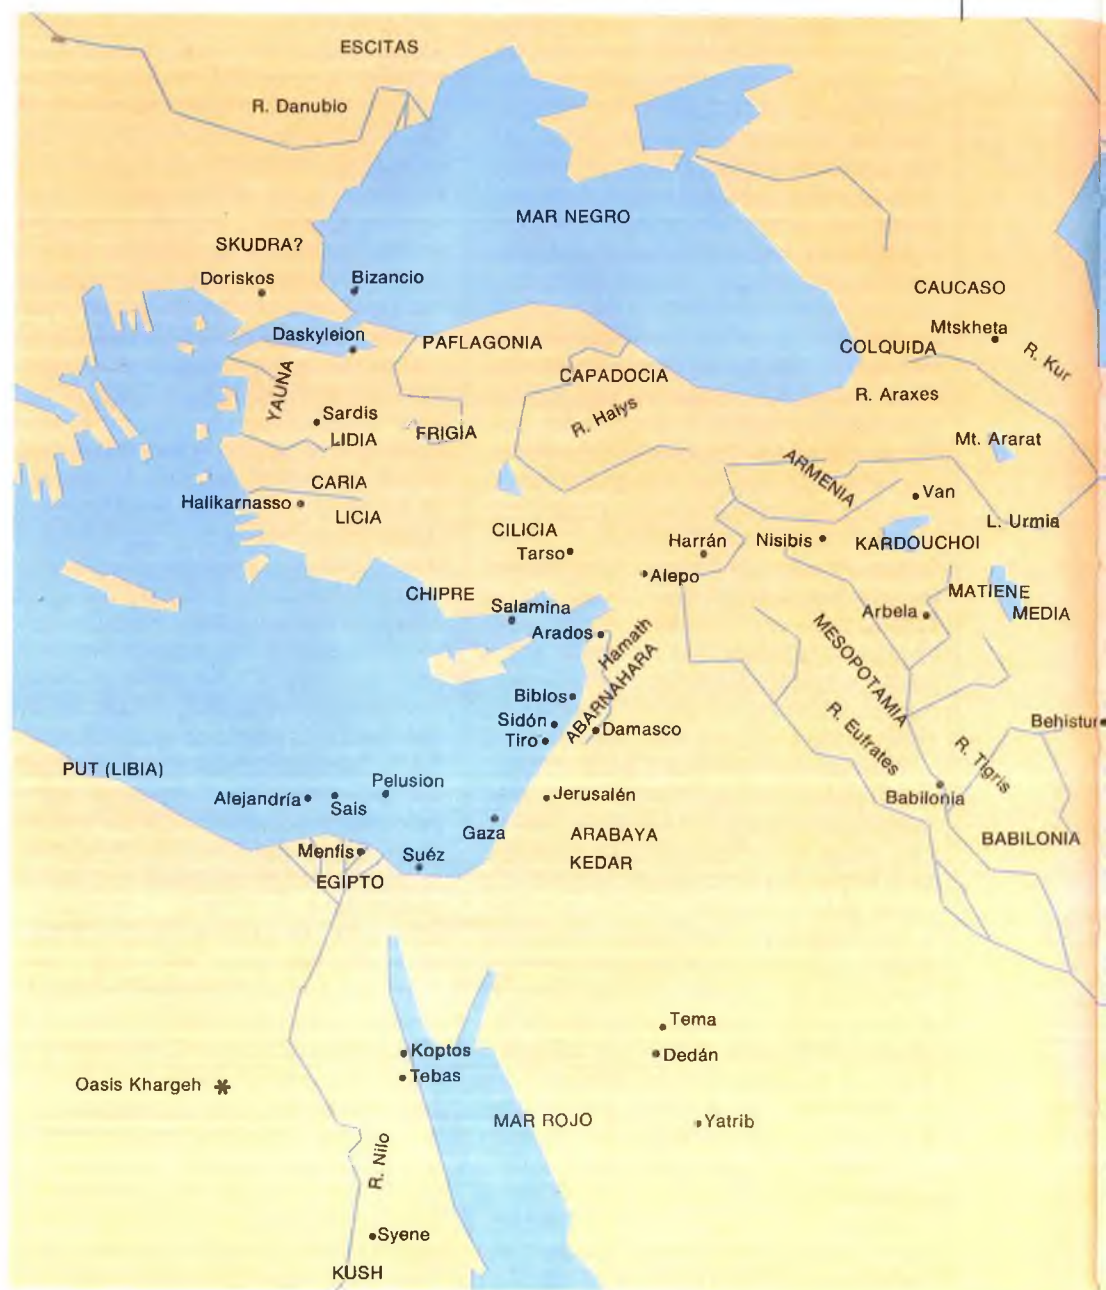 ESCITAS
R. Danubio
MAR NEGRO
SKUDRA?
Doriskos
Bizancio
CAUCASO
Mtskheta
Daskyleion
PAFLAGONIA
COLQUIDA
R. Kur
CAPADOCIA
YAUNA
R. Araxes
Sardis
R. Halys
LIDIA
FRIGIA
Mt. Ararat
ARMENIA
CARIA
Van
Halikarnasso
LICIA
L. Urmia
CILICIA
Harrán
Nisibis
KARDOUCHOI
Tarso
Alepo
CHIPRE
MATIENE
Salamina
Arbela
MEDIA
Arados
Hamath
MESOPOTAMIA
ABARNAHARA
Biblos
Sidón
Damasco
Behistur
Tiro
R. Eufrates
R. Tigris
PUT (LIBIA)
Pelusion
Alejandría
Sais
Jerusalén
Babilonia
Gaza
ARABAYA
BABILONIA
Menfis
Suéz
KEDAR
EGIPTO
Tema
Koptos
Dedán
Tebas
Oasis Khargeh
MAR ROJO
Yatrib
R. Nilo
Syene
KUSH